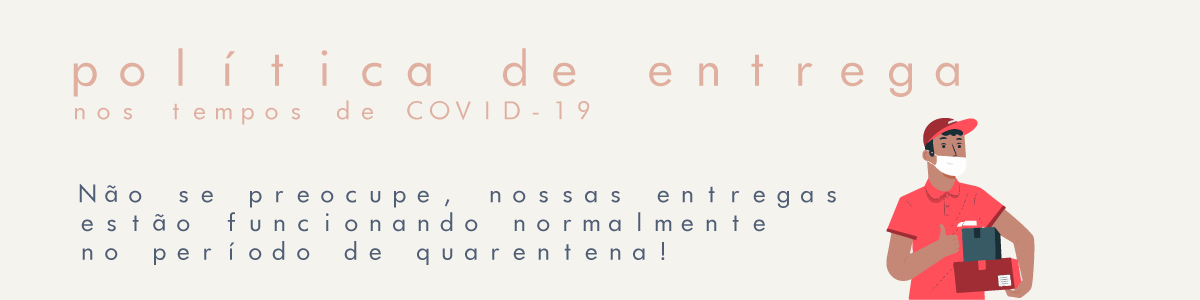 política de entrega
nos tempos de COVID-19
Não se preocupe, nossas entregas
estão funcionando normalmente
no período de quarentena!